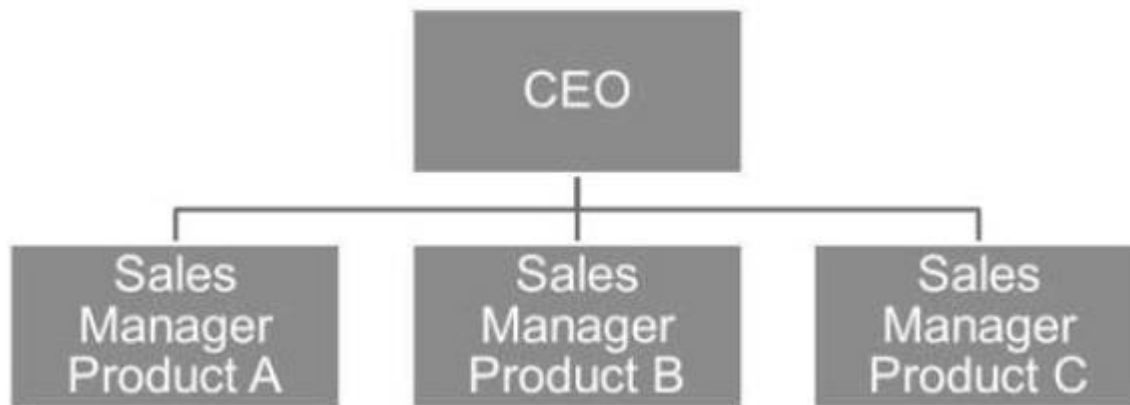 CEO
Sales
Manager
Product A
Sales
Manager
Product B
Sales
Manager
Product C